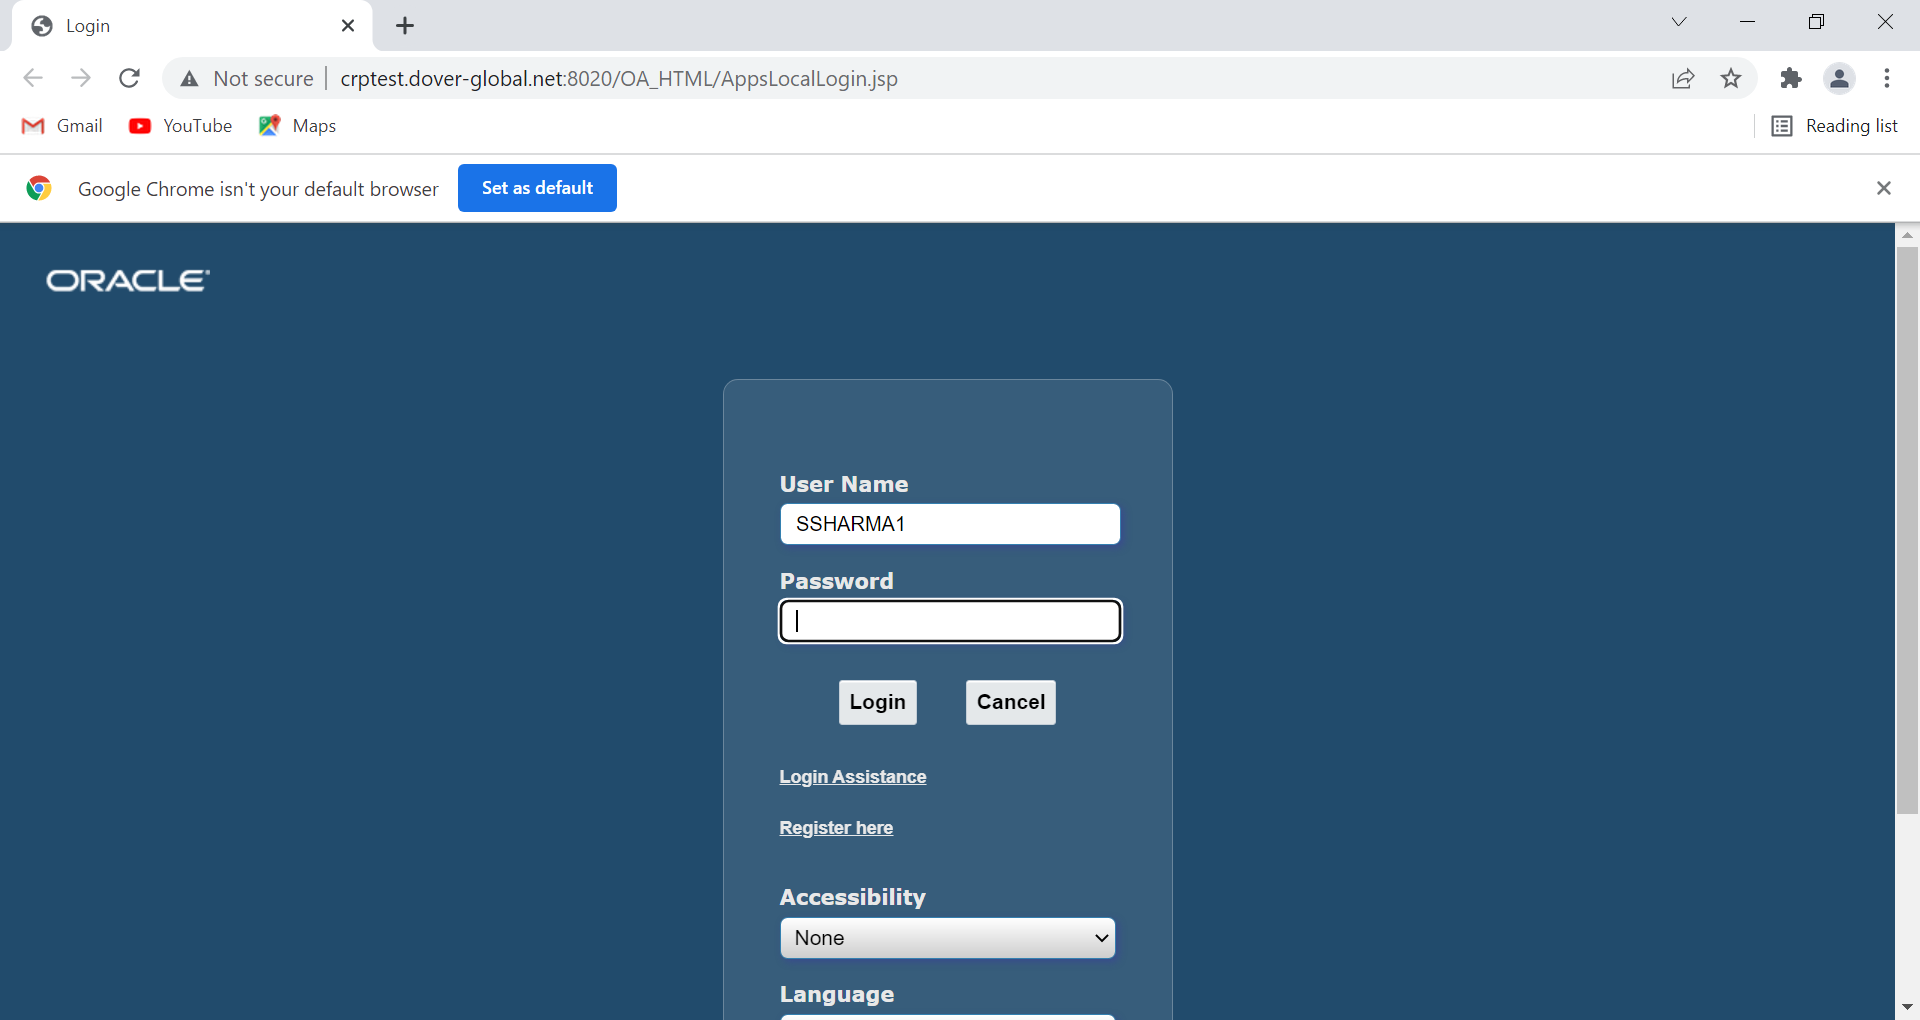 Login
Not secure crptest.dover-global.net:8020/OA_HTML/AppsLocalLogin.jsp
Gmail YouTube Maps Reading list
Google Chrome isn't your default browser Set as default
ORACLE
User Name
SSHARMA1
Password
Login Cancel
Login Assistance
Register here
Accessibility
None
Language